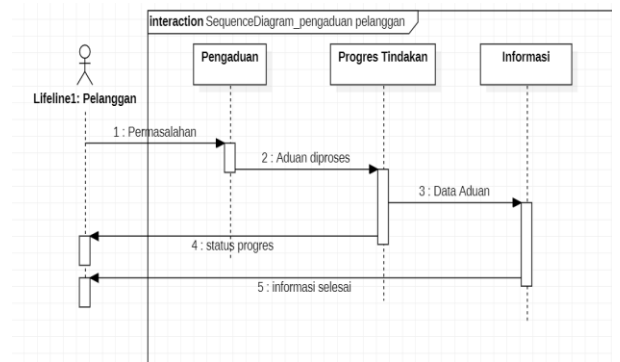 interaction SequenceDiagram_pengaduan pelanggan
Pengaduan
Progres Tindakan
Informasi
Lifeline1: Pelanggan
1 : Permasalahan
2 : Aduan diproses
3 : Data Aduan
4 : status progres
5 : informasi selesai